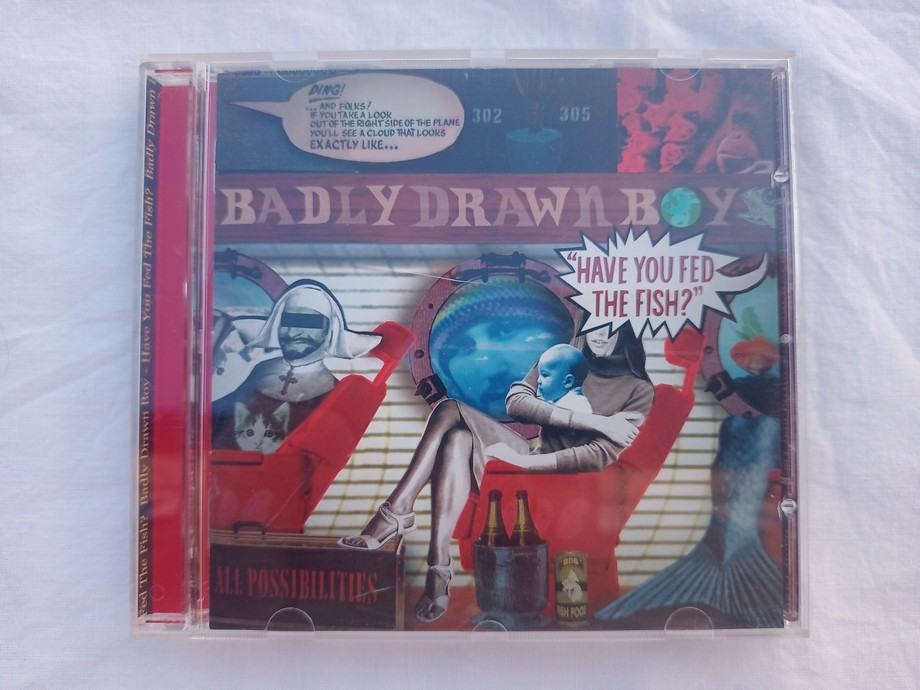 DING!
...AND FOLKS!
IF YOU TAKE A LOOK
OUT OF THE RIGHT SIDE OF THE PLANE
YOU'LL SEE A CLOUD THAT LOOKS
EXACTLY LIKE...
302 305
BADLY DRAWN BOY
"HAVE YOU FED
THE FISH?"
ALL POSSIBILITIES
BDB
FISH FOOD
Fed The Fish? Badly Drawn Boy - Have You Fed The Fish? Badly Drawn